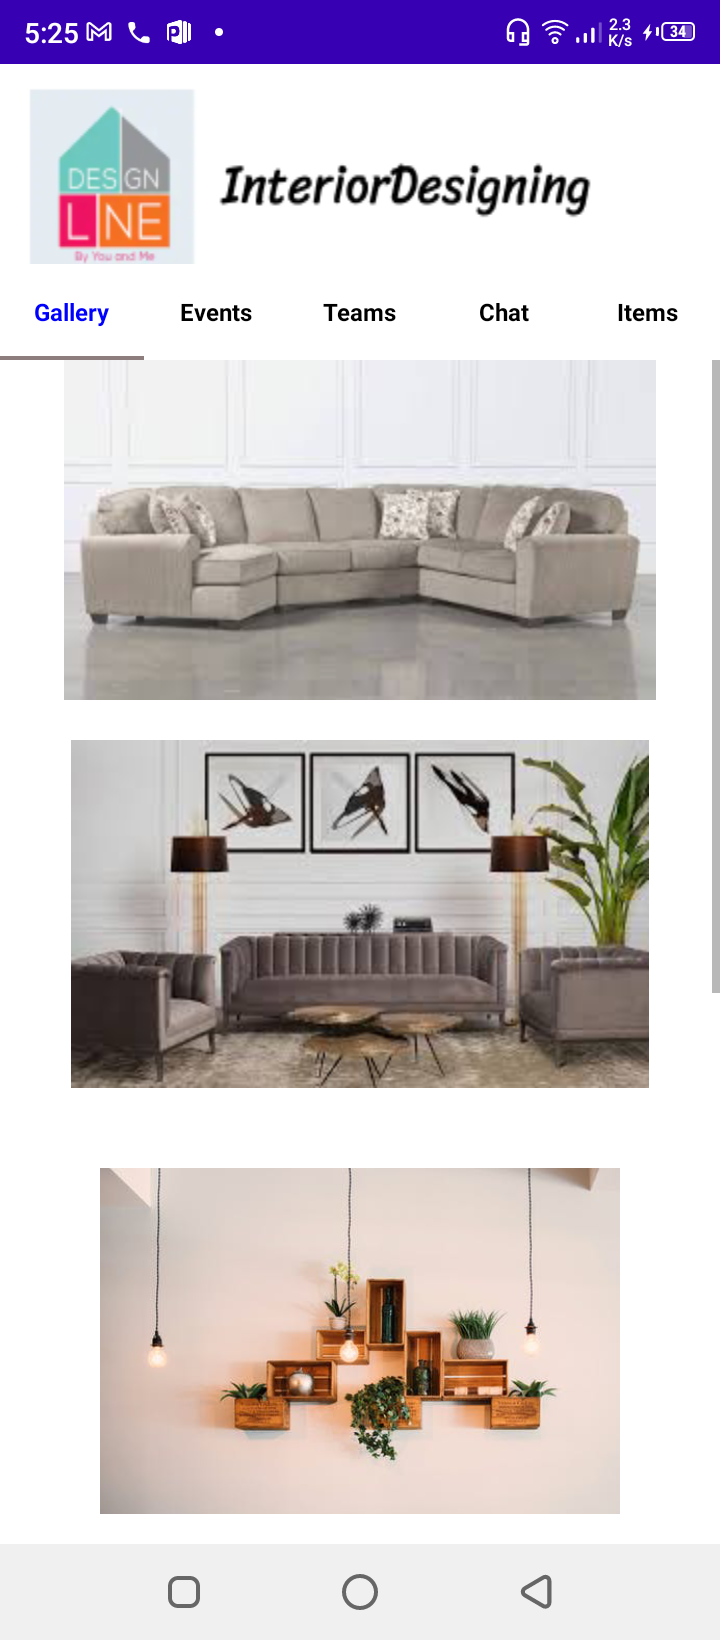 5:25
2.3
K/s
34
DESIGN
LINE
By You and Me
InteriorDesigning
Gallery Events Teams Chat Items